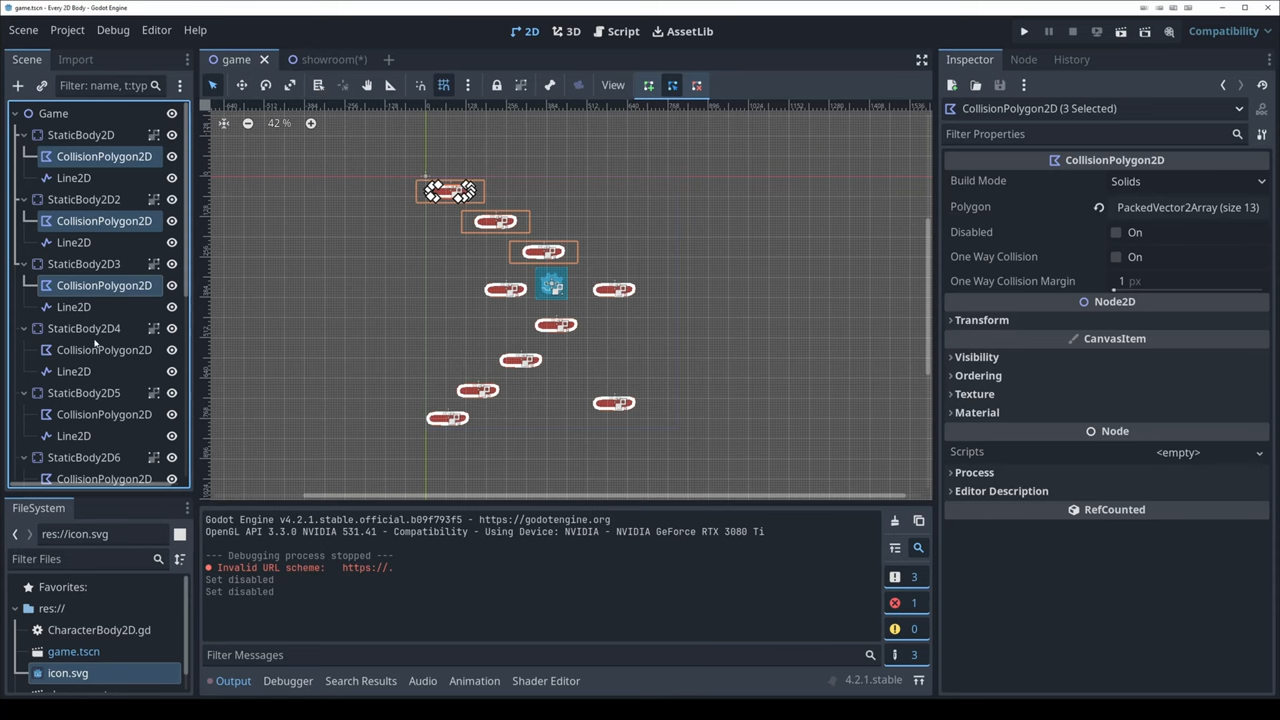 game.tscn - Every 2D Body - Godot Engine
Scene Project Debug Editor Help
2D 3D Script AssetLib
Compatibility
Scene Import
game showroom(*)
Inspector Node History
Filter: name, t:typ
View
CollisionPolygon2D (3 Selected)
Filter Properties
42 %
Game
StaticBody2D
CollisionPolygon2D
Line2D
StaticBody2D2
CollisionPolygon2D
Line2D
StaticBody2D3
CollisionPolygon2D
Line2D
StaticBody2D4
CollisionPolygon2D
Line2D
StaticBody2D5
CollisionPolygon2D
Line2D
StaticBody2D6
CollisionPolygon2D
CollisionPolygon2D
Build Mode Solids
Polygon PackedVector2Array (size 13)
Disabled On
One Way Collision On
One Way Collision Margin 1 px
Node2D
Transform
CanvasItem
Visibility
Ordering
Texture
Material
Node
Scripts <empty>
Process
Editor Description
RefCounted
FileSystem
res://icon.svg
Filter Files
Favorites:
res://
CharacterBody2D.gd
game.tscn
icon.svg
Godot Engine v4.2.1.stable.official.b09f793f5 - https://godotengine.org
OpenGL API 3.3.0 NVIDIA 531.41 - Compatibility - Using Device: NVIDIA - NVIDIA GeForce RTX 3080 Ti
--- Debugging process stopped ---
Invalid URL scheme: https://.
Set disabled
Set disabled
3
1
0
3
Filter Messages
Output Debugger Search Results Audio Animation Shader Editor
4.2.1.stable